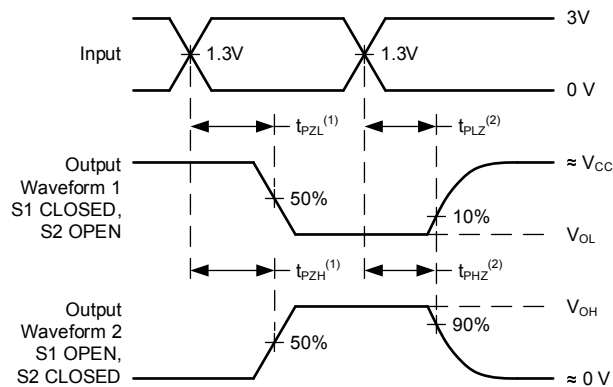 3V
Input
1.3V
1.3V
0 V
tPZL(1)
tPLZ(2)
Output
Waveform 1
S1 CLOSED,
S2 OPEN
≈ VCC
50%
10%
VOL
tPZH(1)
tPHZ(2)
Output
Waveform 2
S1 OPEN,
S2 CLOSED
VOH
50%
90%
≈ 0 V